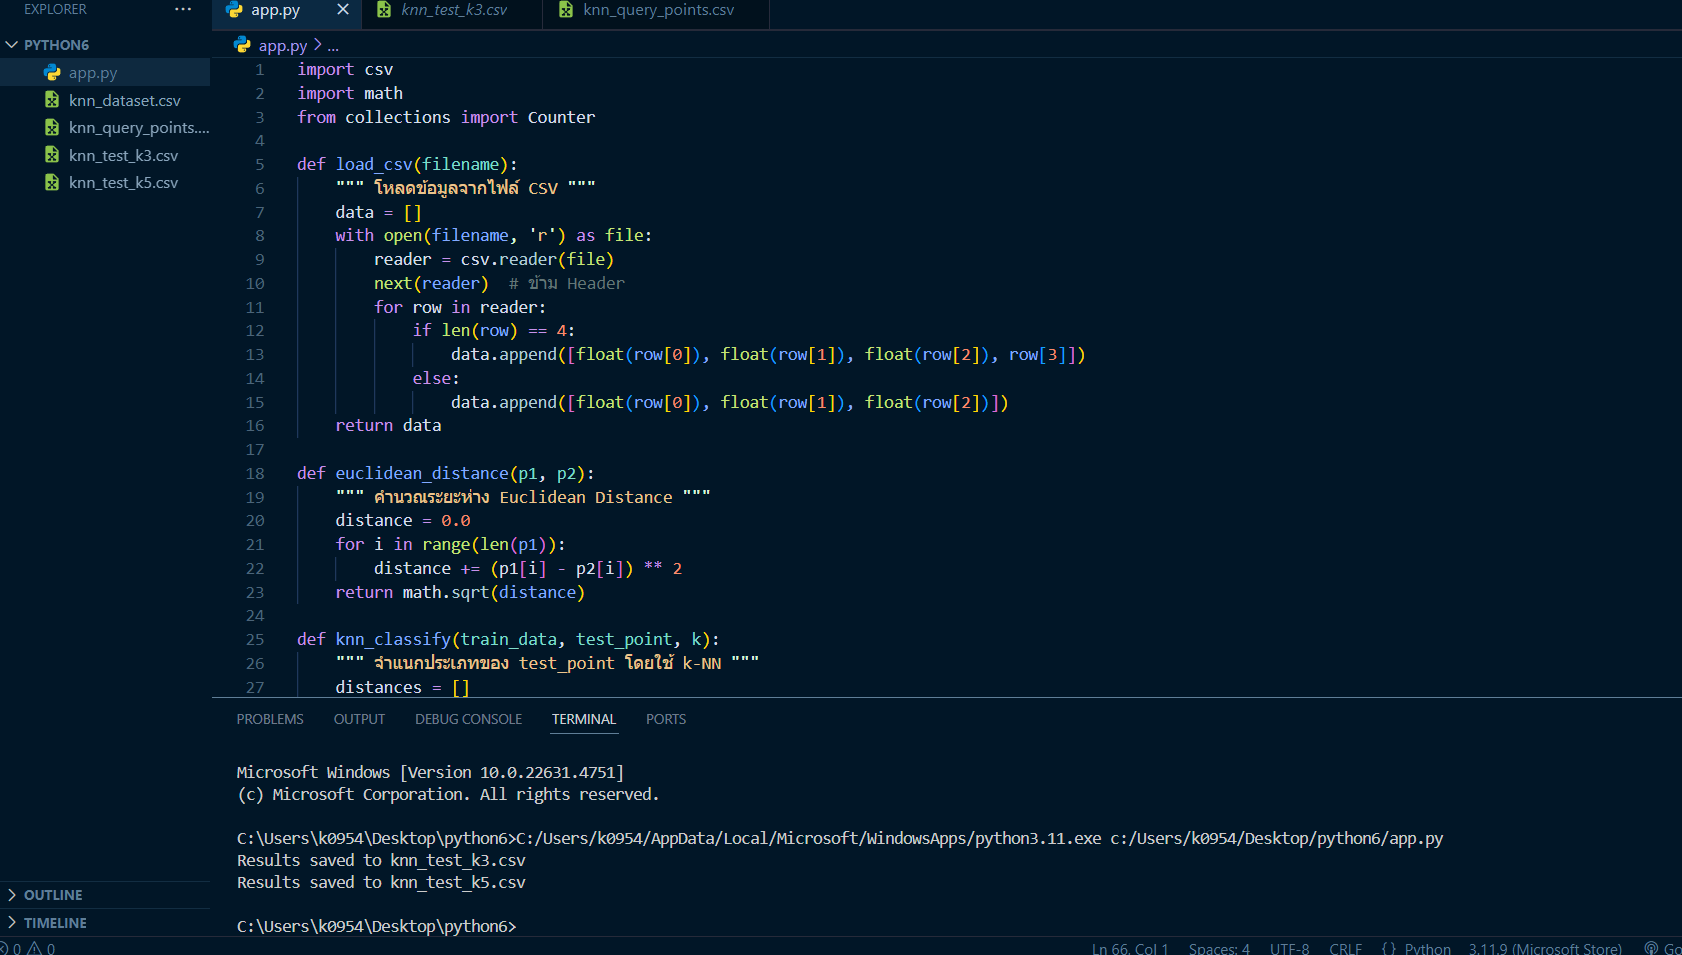 EXPLORER ···
app.py knn_test_k3.csv knn_query_points.csv
PYTHON6
app.py
knn_dataset.csv
knn_query_points....
knn_test_k3.csv
knn_test_k5.csv
OUTLINE
TIMELINE
app.py > ...
1 import csv
2 import math
3 from collections import Counter
4
5 def load_csv(filename):
6 """ โหลดข้อมูลจากไฟล์ CSV """
7 data = []
8 with open(filename, 'r') as file:
9 reader = csv.reader(file)
10 next(reader) # ข้าม Header
11 for row in reader:
12 if len(row) == 4:
13 data.append([float(row[0]), float(row[1]), float(row[2]), row[3]])
14 else:
15 data.append([float(row[0]), float(row[1]), float(row[2])])
16 return data
17
18 def euclidean_distance(p1, p2):
19 """ คำนวณระยะห่าง Euclidean Distance """
20 distance = 0.0
21 for i in range(len(p1)):
22 distance += (p1[i] - p2[i]) ** 2
23 return math.sqrt(distance)
24
25 def knn_classify(train_data, test_point, k):
26 """ จำแนกประเภทของ test_point โดยใช้ k-NN """
27 distances = []
PROBLEMS OUTPUT DEBUG CONSOLE TERMINAL PORTS
Microsoft Windows [Version 10.0.22631.4751]
(c) Microsoft Corporation. All rights reserved.
C:\Users\k0954\Desktop\python6>C:/Users/k0954/AppData/Local/Microsoft/WindowsApps/python3.11.exe c:/Users/k0954/Desktop/python6/app.py
Results saved to knn_test_k3.csv
Results saved to knn_test_k5.csv
C:\Users\k0954\Desktop\python6>
0 0 Ln 66, Col 1 Spaces: 4 UTF-8 CRLF {} Python 3.11.9 (Microsoft Store) Go